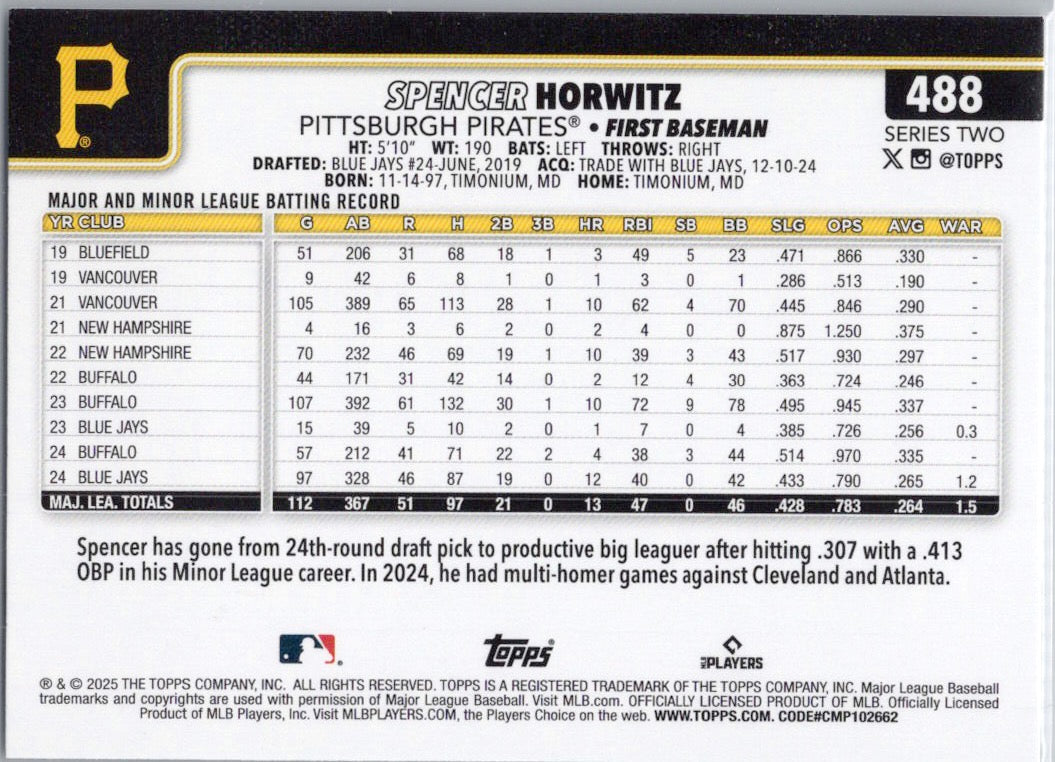 P®
488
SPENCER HORWITZ
PITTSBURGH PIRATES® • FIRST BASEMAN
SERIES TWO
HT: 5'10" WT: 190 BATS: LEFT THROWS: RIGHT
@TOPPS
DRAFTED: BLUE JAYS #24-JUNE, 2019 ACQ: TRADE WITH BLUE JAYS, 12-10-24
BORN: 11-14-97, TIMONIUM, MD HOME: TIMONIUM, MD
MAJOR AND MINOR LEAGUE BATTING RECORD
YR CLUB G AB R H 2B 3B HR RBI SB BB SLG OPS AVG WAR
19 BLUEFIELD 51 206 31 68 18 1 3 49 5 23 .471 .866 .330 -
19 VANCOUVER 9 42 6 8 1 0 1 3 0 1 .286 .513 .190 -
21 VANCOUVER 105 389 65 113 28 1 10 62 4 70 .445 .846 .290 -
21 NEW HAMPSHIRE 4 16 3 6 2 0 2 4 0 0 .875 1.250 .375 -
22 NEW HAMPSHIRE 70 232 46 69 19 1 10 39 3 43 .517 .930 .297 -
22 BUFFALO 44 171 31 42 14 0 2 12 4 30 .363 .724 .246 -
23 BUFFALO 107 392 61 132 30 1 10 72 9 78 .495 .945 .337 -
23 BLUE JAYS 15 39 5 10 2 0 1 7 0 4 .385 .726 .256 0.3
24 BUFFALO 57 212 41 71 22 2 4 38 3 44 .514 .970 .335 -
24 BLUE JAYS 97 328 46 87 19 0 12 40 0 42 .433 .790 .265 1.2
MAJ. LEA. TOTALS 112 367 51 97 21 0 13 47 0 46 .428 .783 .264 1.5
Spencer has gone from 24th-round draft pick to productive big leaguer after hitting .307 with a .413
OBP in his Minor League career. In 2024, he had multi-homer games against Cleveland and Atlanta.
Topps®
MLB PLAYERS
® & © 2025 THE TOPPS COMPANY, INC. ALL RIGHTS RESERVED. TOPPS IS A REGISTERED TRADEMARK OF THE TOPPS COMPANY, INC. Major League Baseball
trademarks and copyrights are used with permission of Major League Baseball. Visit MLB.com. OFFICIALLY LICENSED PRODUCT OF MLB. Officially Licensed
Product of MLB Players, Inc. Visit MLBPLAYERS.COM, the Players Choice on the web. WWW.TOPPS.COM. CODE#CMP102662